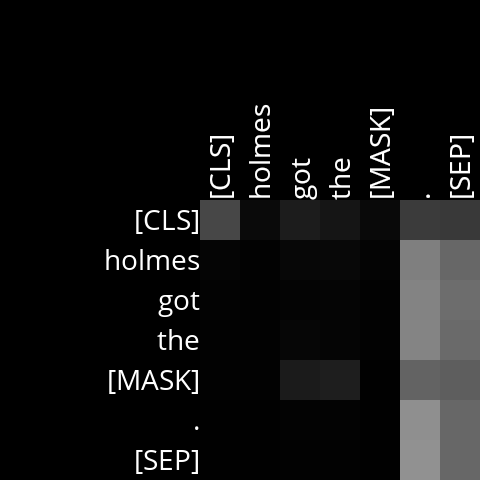 [CLS] holmes got the [MASK] . [SEP]
[CLS]
holmes
got
the
[MASK]
.
[SEP]